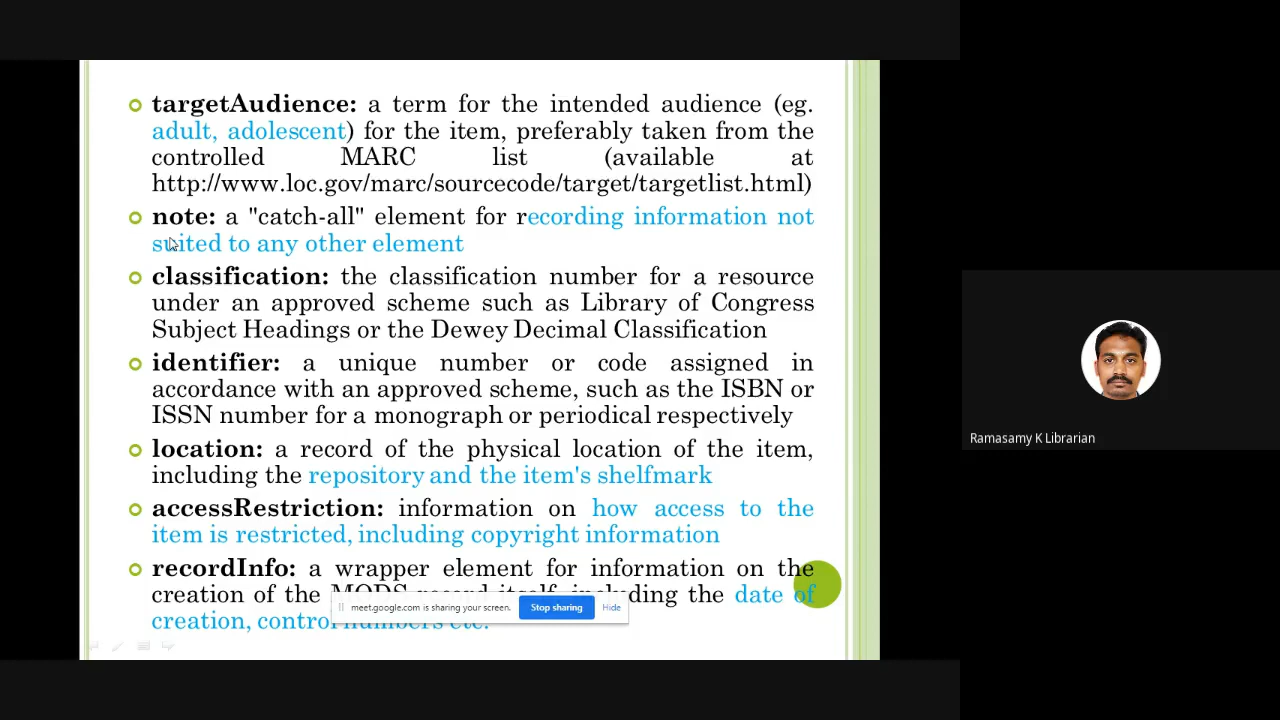 targetAudience: a term for the intended audience (eg.
adult, adolescent) for the item, preferably taken from the
controlled MARC list (available at
http://www.loc.gov/marc/sourcecode/target/targetlist.html)
note: a "catch-all" element for recording information not
suited to any other element
classification: the classification number for a resource
under an approved scheme such as Library of Congress
Subject Headings or the Dewey Decimal Classification
identifier: a unique number or code assigned in
accordance with an approved scheme, such as the ISBN or
ISSN number for a monograph or periodical respectively
location: a record of the physical location of the item,
including the repository and the item's shelfmark
accessRestriction: information on how access to the
item is restricted, including copyright information
recordInfo: a wrapper element for information on the
creation of the MODS record itself, including the date of
creation, control numbers etc.
meet.google.com is sharing your screen. Stop sharing Hide
Ramasamy K Librarian